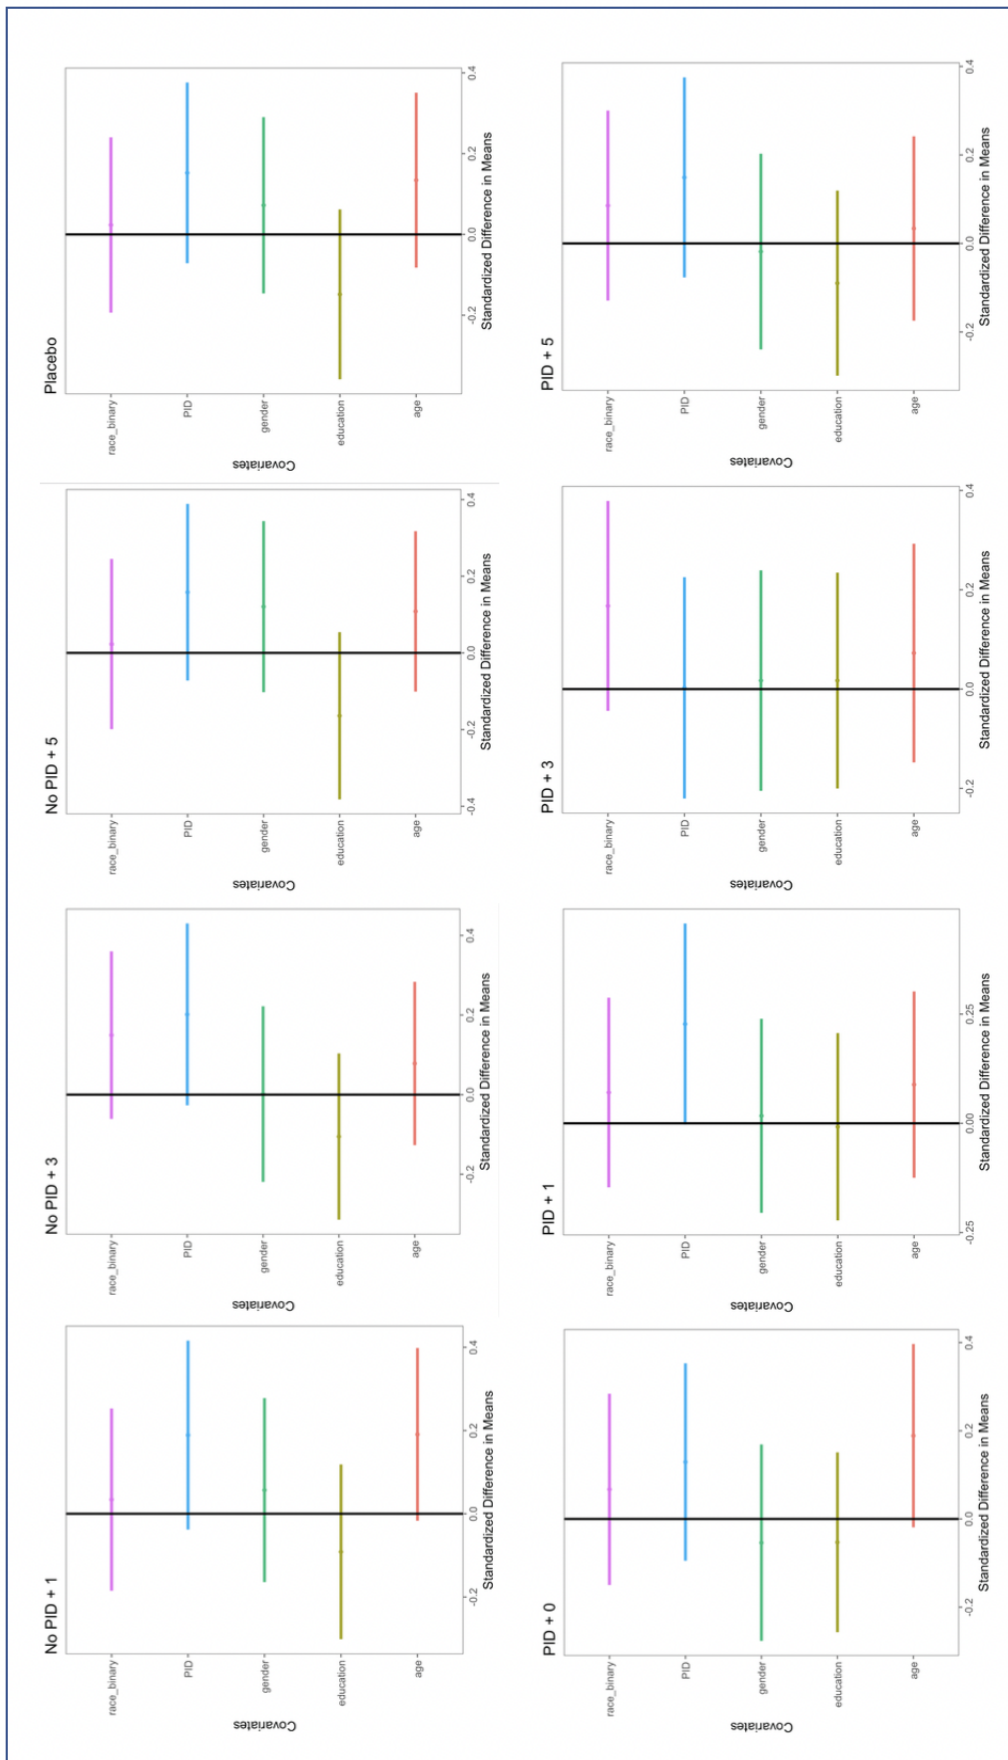 No PID + 1
race_binary
PID
gender
education
age
Covariates
-0.2 0.0 0.2 0.4
Standardized Difference in Means
No PID + 3
race_binary
PID
gender
education
age
Covariates
-0.2 0.0 0.2 0.4
Standardized Difference in Means
No PID + 5
race_binary
PID
gender
education
age
Covariates
-0.4 -0.2 0.0 0.2 0.4
Standardized Difference in Means
Placebo
race_binary
PID
gender
education
age
Covariates
-0.2 0.0 0.2 0.4
Standardized Difference in Means
PID + 0
race_binary
PID
gender
education
age
Covariates
-0.2 0.0 0.2 0.4
Standardized Difference in Means
PID + 1
race_binary
PID
gender
education
age
Covariates
-0.25 0.00 0.25
Standardized Difference in Means
PID + 3
race_binary
PID
gender
education
age
Covariates
-0.2 0.0 0.2 0.4
Standardized Difference in Means
PID + 5
race_binary
PID
gender
education
age
Covariates
-0.2 0.0 0.2 0.4
Standardized Difference in Means